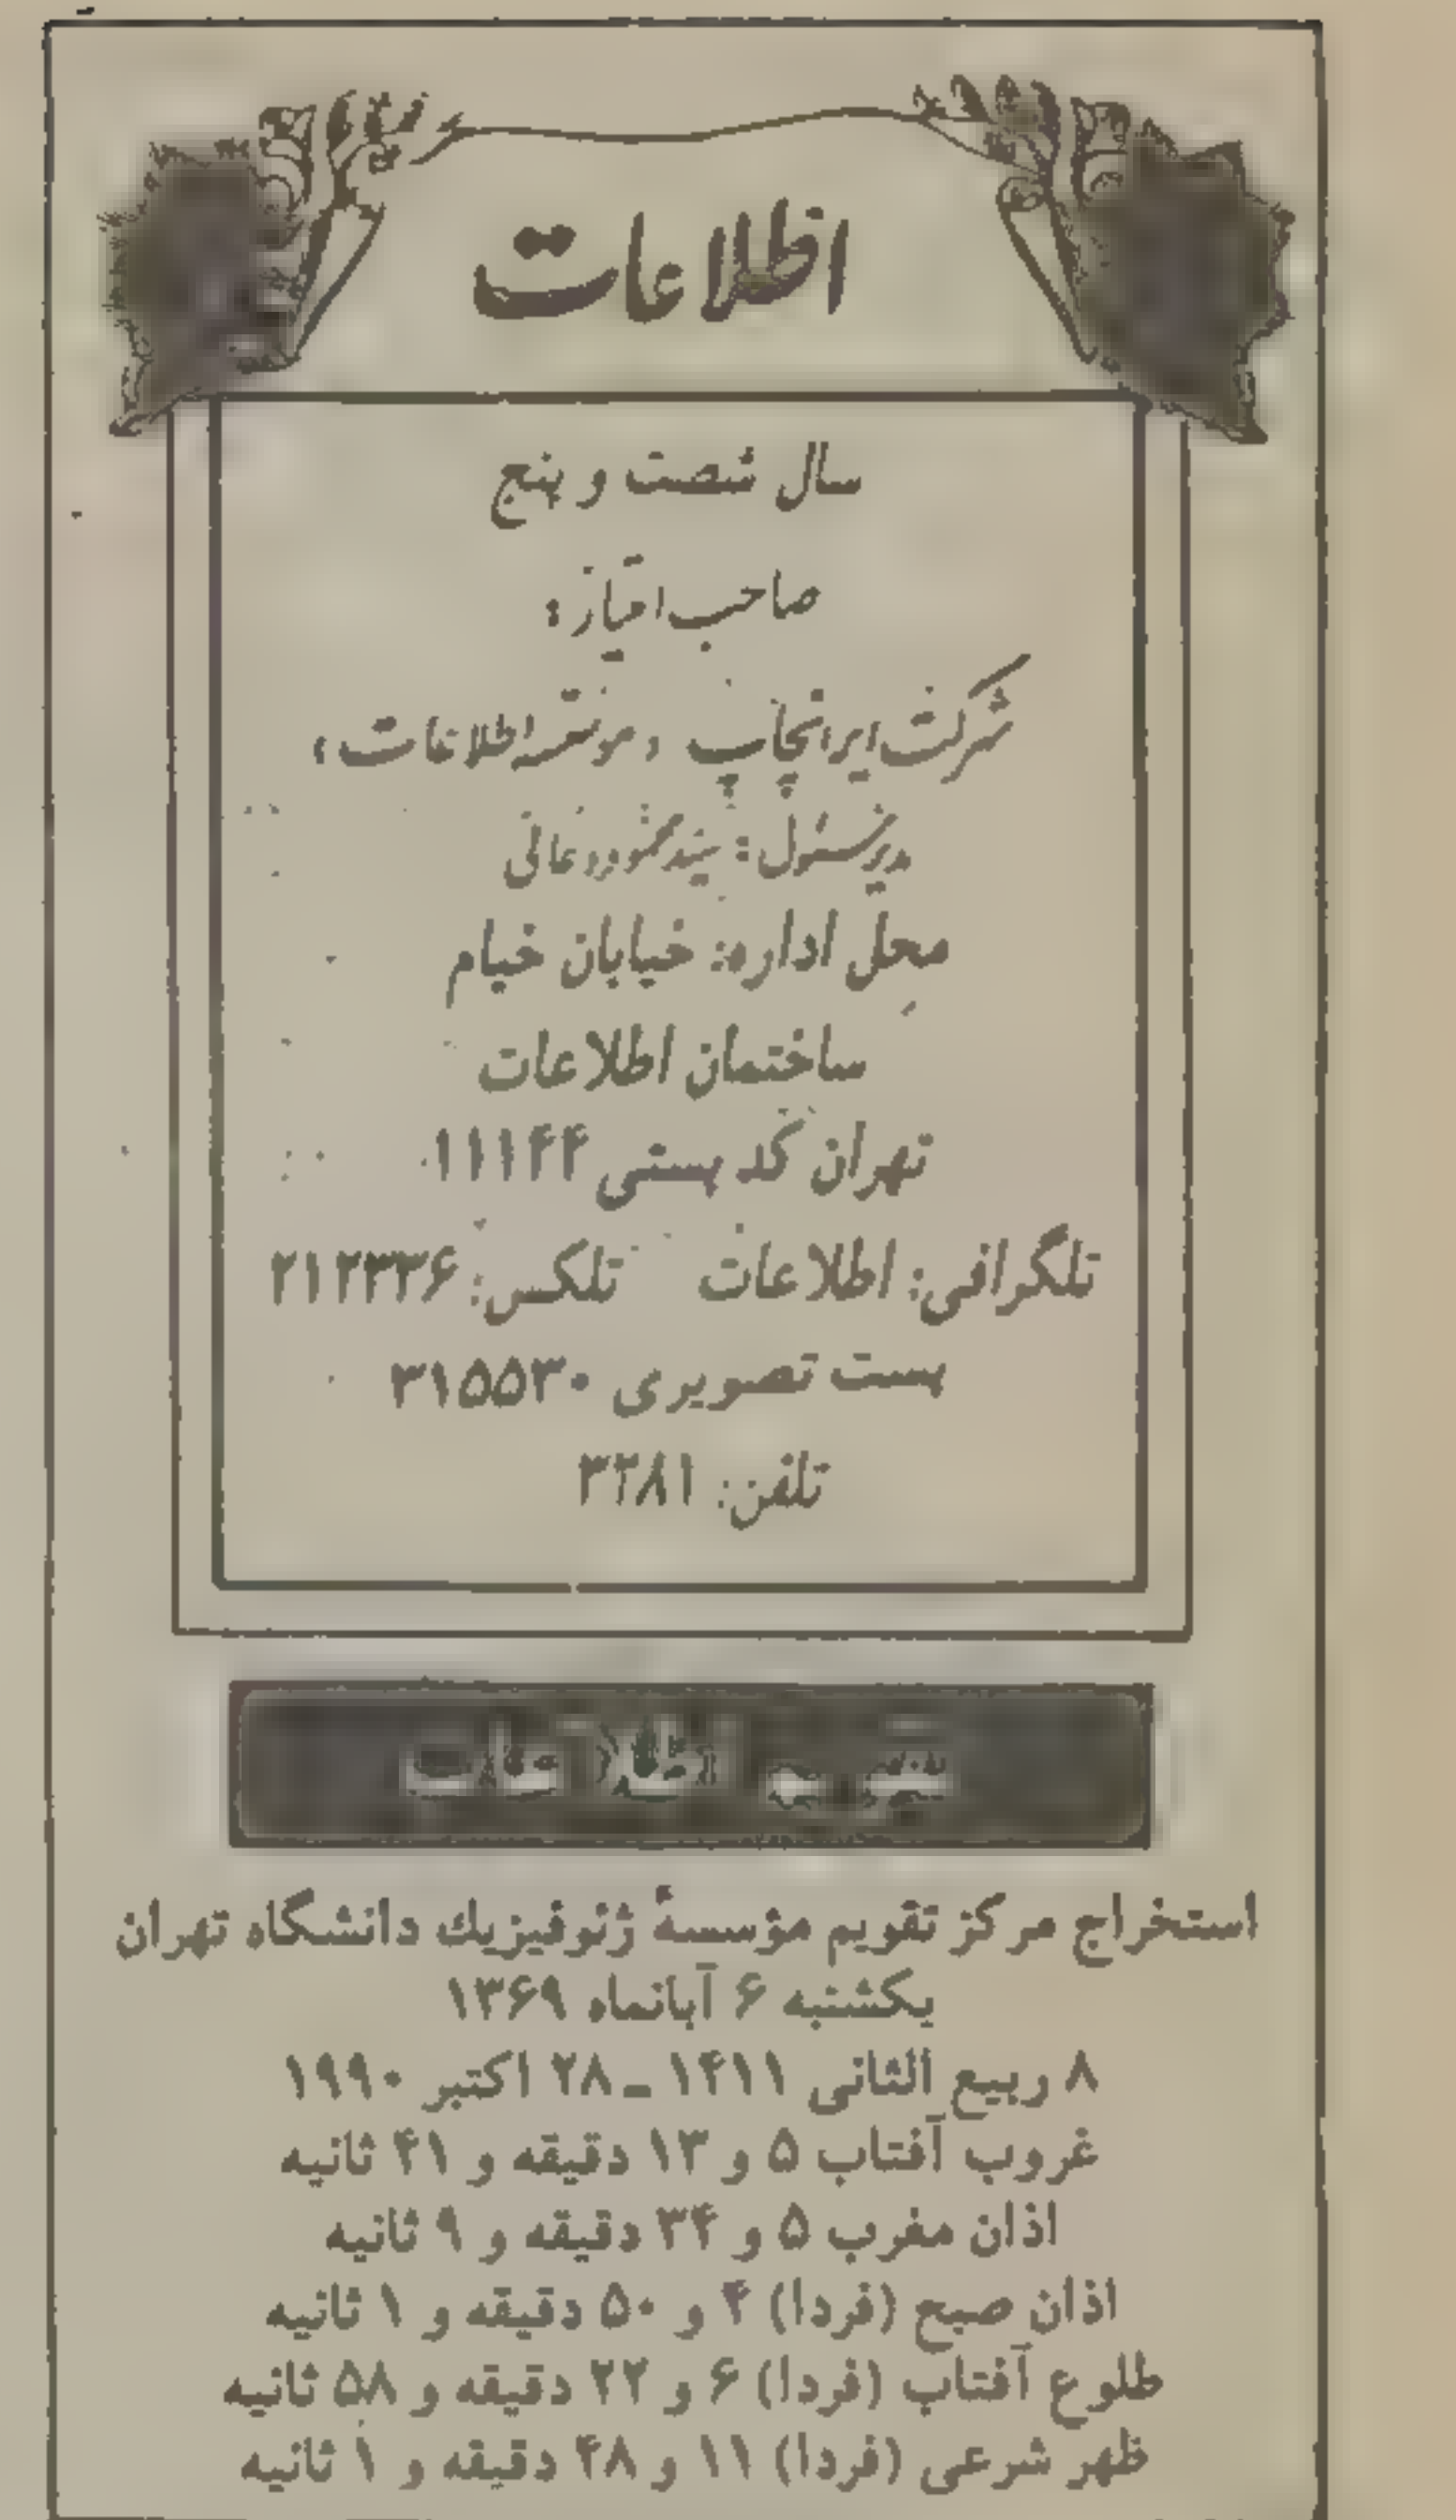 اطلاعات
سال شصت و پنج
صاحب امتیاز:
شرکت ایرانچاپ «موسسه اطلاعات»
مدیر مسئول: سید محمود دعائی
محل اداره: خیابان خیام
ساختمان اطلاعات
تهران کد پستی ۱۱۱۴۴
تلگرافی: اطلاعات تلکس: ۲۱۲۳۳۶
پست تصویری ۳۱۵۵۳۰
تلفن: ۳۲۸۱
اطلاعات
استخراج مرکز تقویم مؤسسهٔ ژئوفیزیك دانشگاه تهران
یکشنبه ۶ آبانماه ۱۳۶۹
۸ ربیع الثانی ۱۴۱۱ ـ ۲۸ اکتبر ۱۹۹۰
غروب آفتاب ۵ و ۱۳ دقیقه و ۴۱ ثانیه
اذان مغرب ۵ و ۳۴ دقیقه و ۹ ثانیه
اذان صبح (فردا) ۴ و ۵۰ دقیقه و ۱ ثانیه
طلوع آفتاب (فردا) ۶ و ۲۲ دقیقه و ۵۸ ثانیه
ظهر شرعی (فردا) ۱۱ و ۴۸ دقیقه و ۱ ثانیه